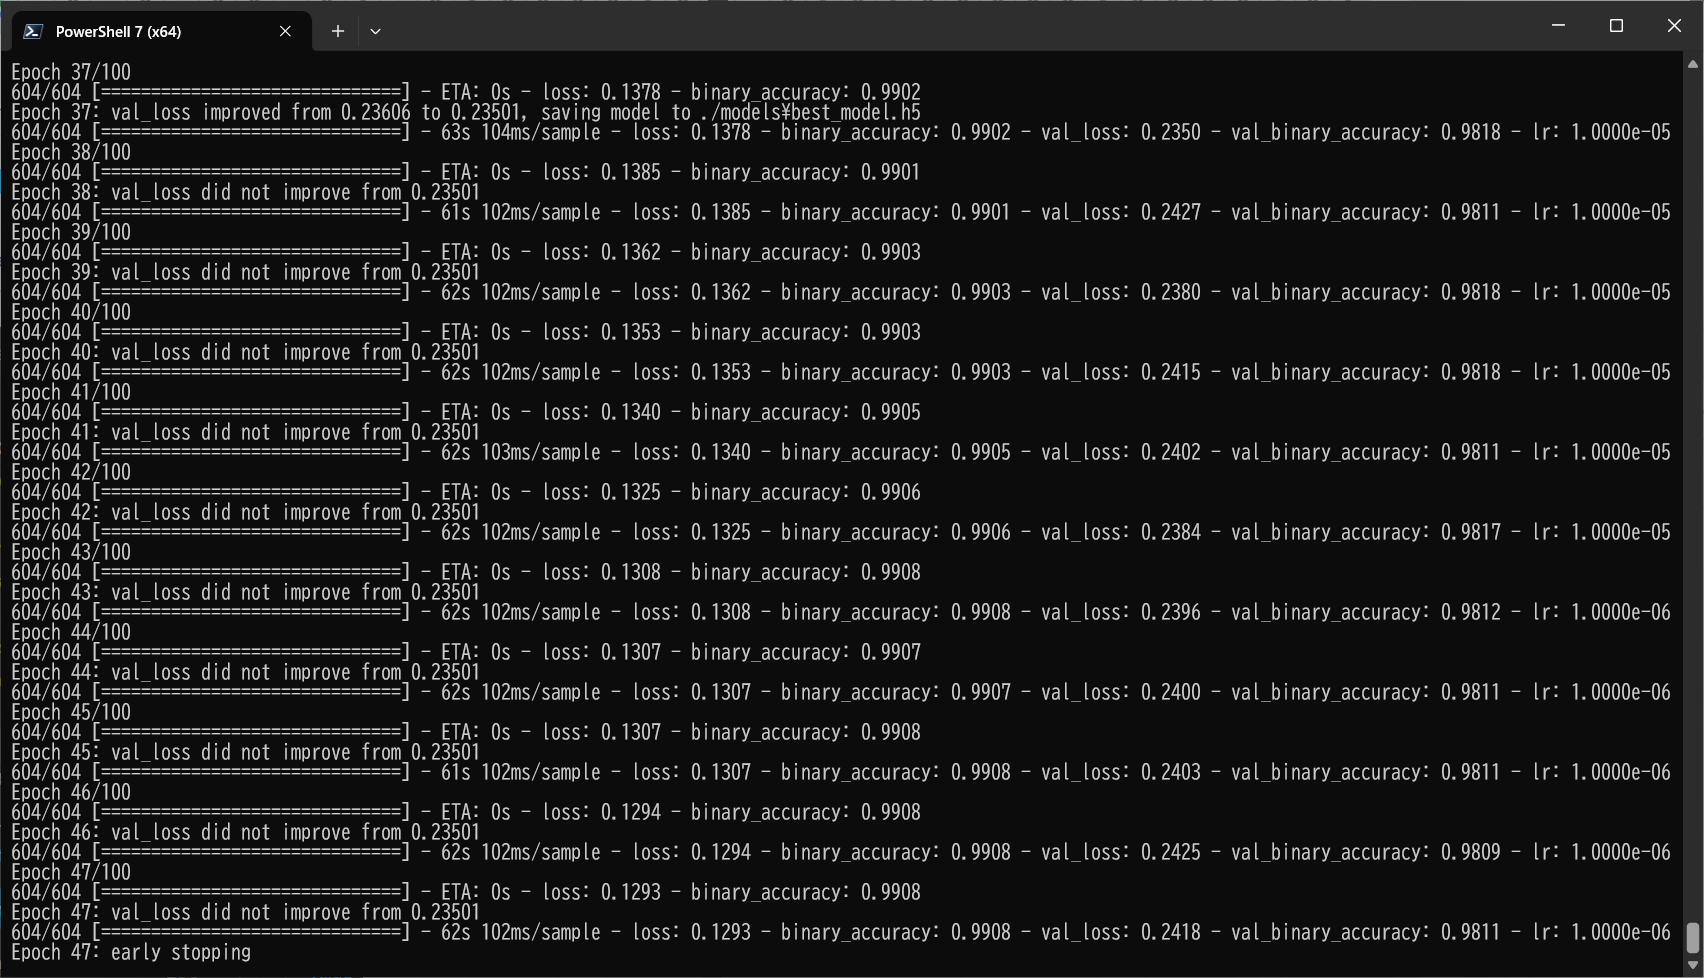 PowerShell 7 (x64)
Epoch 37/100
604/604 [==============================] - ETA: 0s - loss: 0.1378 - binary_accuracy: 0.9902
Epoch 37: val_loss improved from 0.23606 to 0.23501, saving model to ./models¥best_model.h5
604/604 [==============================] - 63s 104ms/sample - loss: 0.1378 - binary_accuracy: 0.9902 - val_loss: 0.2350 - val_binary_accuracy: 0.9818 - lr: 1.0000e-05
Epoch 38/100
604/604 [==============================] - ETA: 0s - loss: 0.1385 - binary_accuracy: 0.9901
Epoch 38: val_loss did not improve from 0.23501
604/604 [==============================] - 61s 102ms/sample - loss: 0.1385 - binary_accuracy: 0.9901 - val_loss: 0.2427 - val_binary_accuracy: 0.9811 - lr: 1.0000e-05
Epoch 39/100
604/604 [==============================] - ETA: 0s - loss: 0.1362 - binary_accuracy: 0.9903
Epoch 39: val_loss did not improve from 0.23501
604/604 [==============================] - 62s 102ms/sample - loss: 0.1362 - binary_accuracy: 0.9903 - val_loss: 0.2380 - val_binary_accuracy: 0.9818 - lr: 1.0000e-05
Epoch 40/100
604/604 [==============================] - ETA: 0s - loss: 0.1353 - binary_accuracy: 0.9903
Epoch 40: val_loss did not improve from 0.23501
604/604 [==============================] - 62s 102ms/sample - loss: 0.1353 - binary_accuracy: 0.9903 - val_loss: 0.2415 - val_binary_accuracy: 0.9818 - lr: 1.0000e-05
Epoch 41/100
604/604 [==============================] - ETA: 0s - loss: 0.1340 - binary_accuracy: 0.9905
Epoch 41: val_loss did not improve from 0.23501
604/604 [==============================] - 62s 103ms/sample - loss: 0.1340 - binary_accuracy: 0.9905 - val_loss: 0.2402 - val_binary_accuracy: 0.9811 - lr: 1.0000e-05
Epoch 42/100
604/604 [==============================] - ETA: 0s - loss: 0.1325 - binary_accuracy: 0.9906
Epoch 42: val_loss did not improve from 0.23501
604/604 [==============================] - 62s 102ms/sample - loss: 0.1325 - binary_accuracy: 0.9906 - val_loss: 0.2384 - val_binary_accuracy: 0.9817 - lr: 1.0000e-05
Epoch 43/100
604/604 [==============================] - ETA: 0s - loss: 0.1308 - binary_accuracy: 0.9908
Epoch 43: val_loss did not improve from 0.23501
604/604 [==============================] - 62s 102ms/sample - loss: 0.1308 - binary_accuracy: 0.9908 - val_loss: 0.2396 - val_binary_accuracy: 0.9812 - lr: 1.0000e-06
Epoch 44/100
604/604 [==============================] - ETA: 0s - loss: 0.1307 - binary_accuracy: 0.9907
Epoch 44: val_loss did not improve from 0.23501
604/604 [==============================] - 62s 102ms/sample - loss: 0.1307 - binary_accuracy: 0.9907 - val_loss: 0.2400 - val_binary_accuracy: 0.9811 - lr: 1.0000e-06
Epoch 45/100
604/604 [==============================] - ETA: 0s - loss: 0.1307 - binary_accuracy: 0.9908
Epoch 45: val_loss did not improve from 0.23501
604/604 [==============================] - 61s 102ms/sample - loss: 0.1307 - binary_accuracy: 0.9908 - val_loss: 0.2403 - val_binary_accuracy: 0.9811 - lr: 1.0000e-06
Epoch 46/100
604/604 [==============================] - ETA: 0s - loss: 0.1294 - binary_accuracy: 0.9908
Epoch 46: val_loss did not improve from 0.23501
604/604 [==============================] - 62s 102ms/sample - loss: 0.1294 - binary_accuracy: 0.9908 - val_loss: 0.2425 - val_binary_accuracy: 0.9809 - lr: 1.0000e-06
Epoch 47/100
604/604 [==============================] - ETA: 0s - loss: 0.1293 - binary_accuracy: 0.9908
Epoch 47: val_loss did not improve from 0.23501
604/604 [==============================] - 62s 102ms/sample - loss: 0.1293 - binary_accuracy: 0.9908 - val_loss: 0.2418 - val_binary_accuracy: 0.9811 - lr: 1.0000e-06
Epoch 47: early stopping